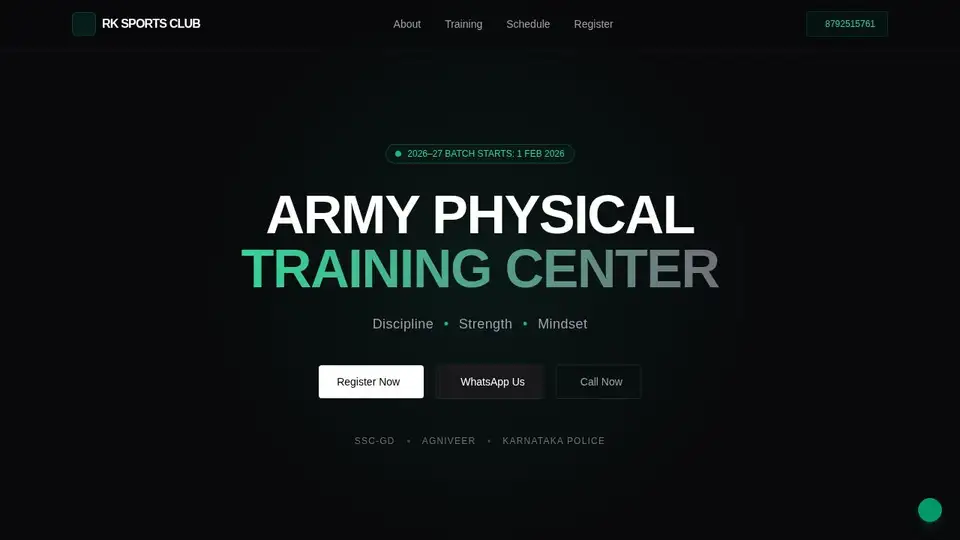 RK SPORTS CLUB
About Training Schedule Register
8792515761
2026–27 BATCH STARTS: 1 FEB 2026
ARMY PHYSICAL
TRAINING CENTER
Discipline • Strength • Mindset
Register Now WhatsApp Us Call Now
SSC-GD • AGNIVEER • KARNATAKA POLICE